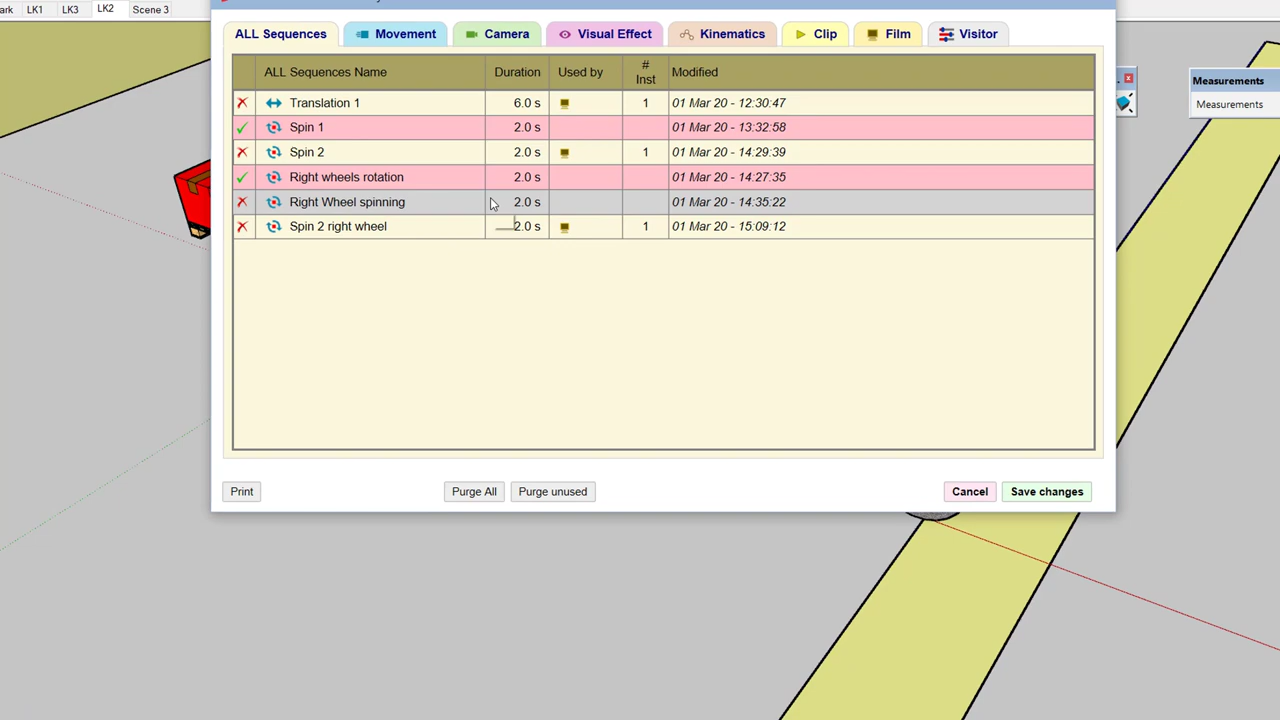 ark LK1 LK3 LK2 Scene 3
ALL Sequences Movement Camera Visual Effect Kinematics Clip Film Visitor
ALL Sequences Name Duration Used by # Inst Modified
Translation 1 6.0 s 1 01 Mar 20 - 12:30:47
Spin 1 2.0 s 01 Mar 20 - 13:32:58
Spin 2 2.0 s 1 01 Mar 20 - 14:29:39
Right wheels rotation 2.0 s 01 Mar 20 - 14:27:35
Right Wheel spinning 2.0 s 01 Mar 20 - 14:35:22
Spin 2 right wheel 2.0 s 1 01 Mar 20 - 15:09:12
Print Purge All Purge unused Cancel Save changes
Measurements
Measurements